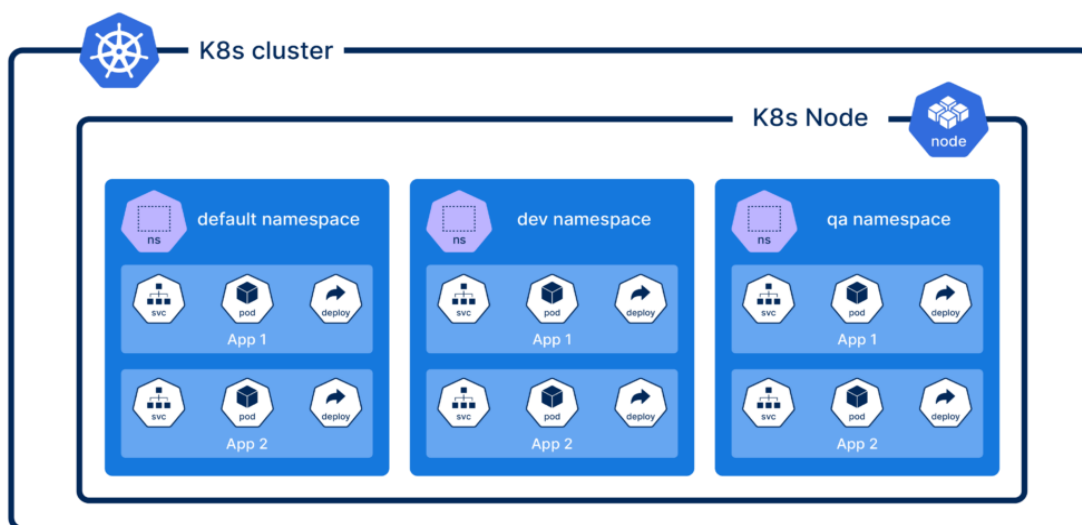 K8s cluster
K8s Node
node
default namespace
ns
svc
pod
deploy
App 1
svc
pod
deploy
App 2
dev namespace
ns
svc
pod
deploy
App 1
svc
pod
deploy
App 2
qa namespace
ns
svc
pod
deploy
App 1
svc
pod
deploy
App 2